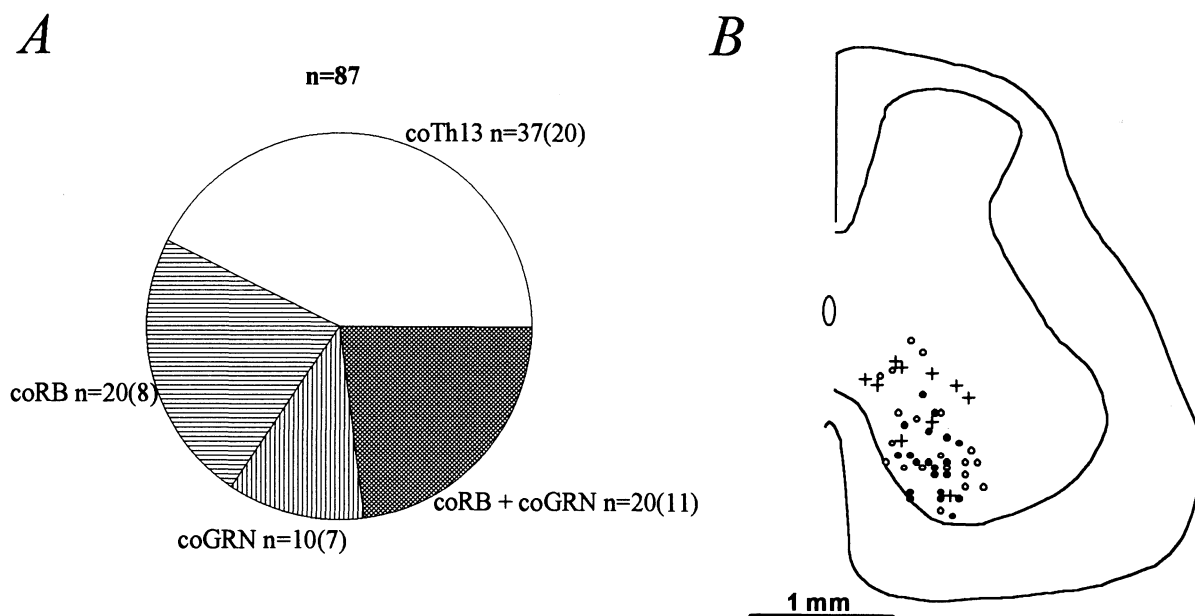 A
B
n=87
coTh13 n=37(20)
coRB n=20(8)
coRB + coGRN n=20(11)
coGRN n=10(7)
1 mm